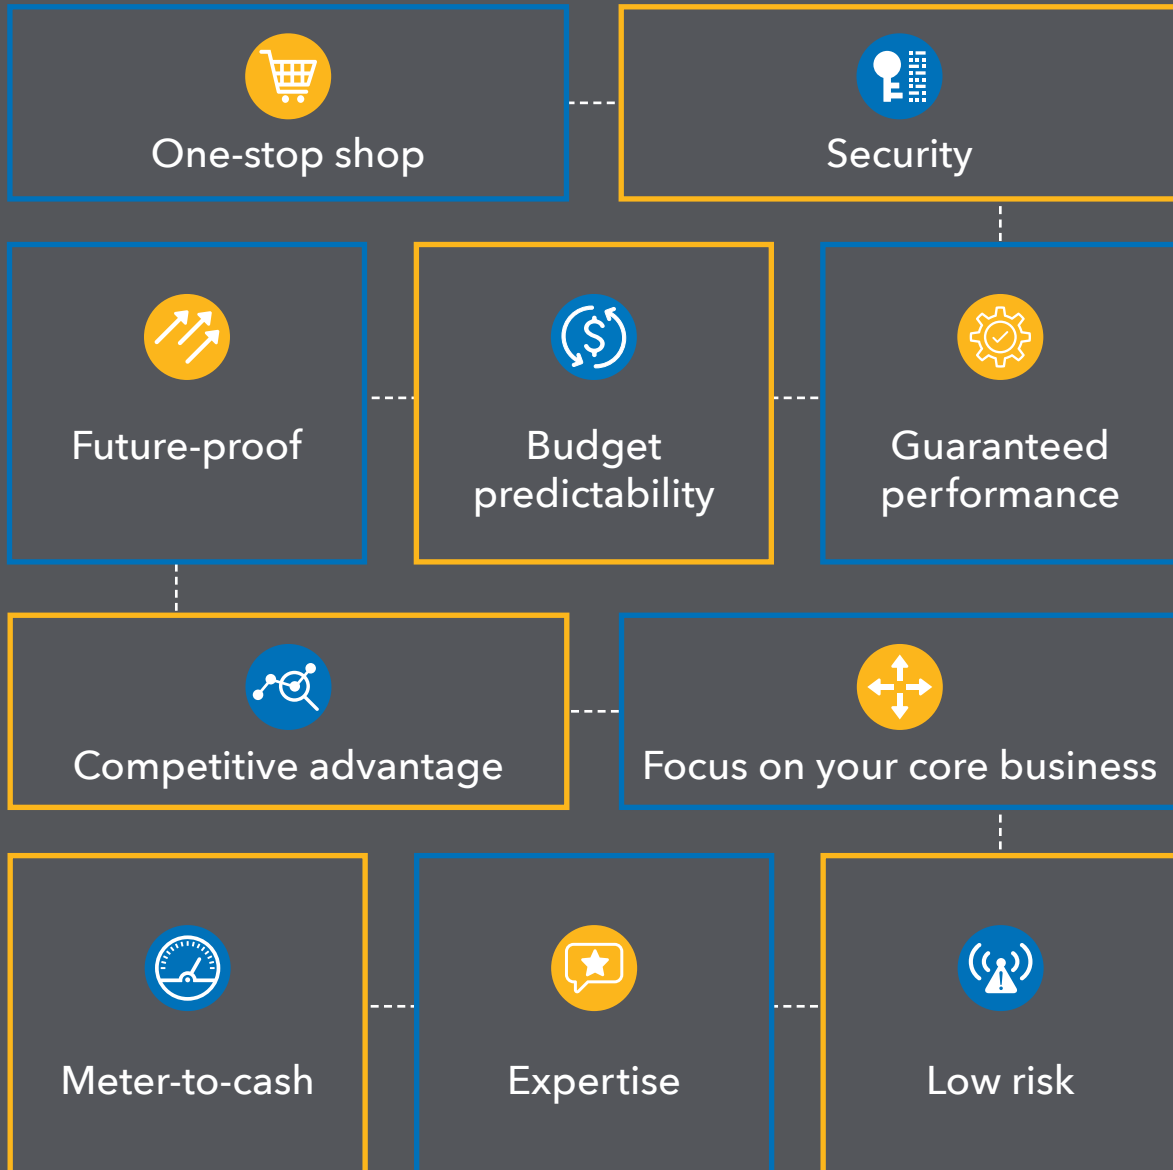 One-stop shop
Security
Future-proof
Budget
predictability
Guaranteed
performance
Competitive advantage
Focus on your core business
Meter-to-cash
Expertise
Low risk